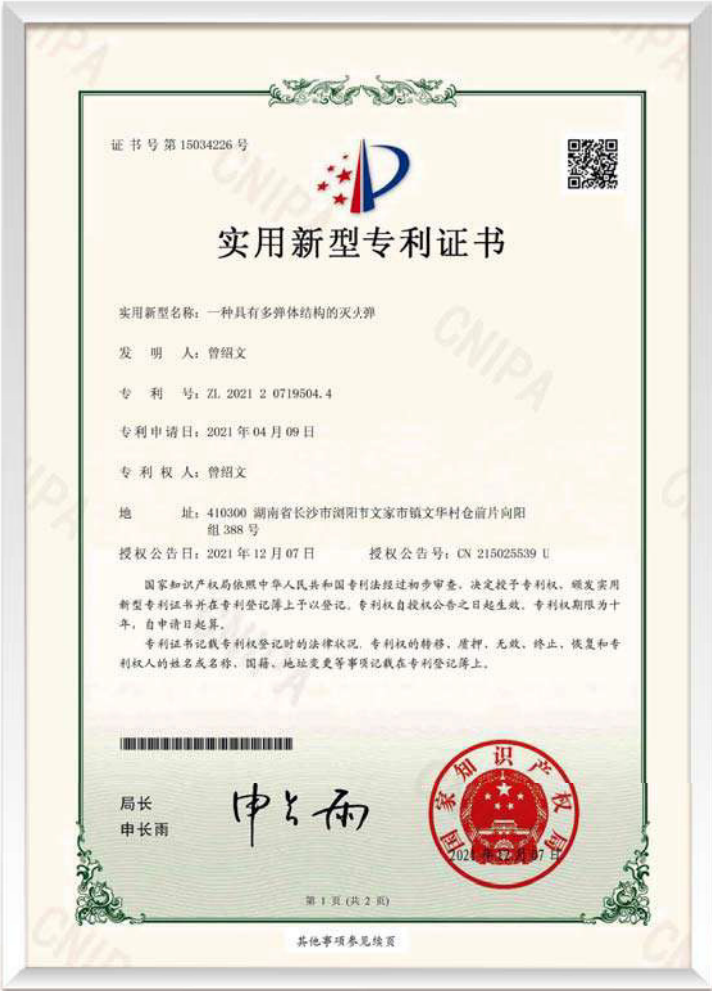 证书号第15034226号
实用新型专利证书
实用新型名称：一种具有多弹体结构的灭火弹
发 明 人：曾绍文
专 利 号：ZL 2021 2 0719504.4
专利申请日：2021年04月09日
专 利 权 人：曾绍文
地 址：410300 湖南省长沙市浏阳市文家市镇文华村仓前片向阳
组388号
授权公告日：2021年12月07日 授权公告号：CN 215025539 U
国家知识产权局依照中华人民共和国专利法经过初步审查，决定授予专利权，颁发实用
新型专利证书并在专利登记簿上予以登记。专利权自授权公告之日起生效。专利权期限为十
年，自申请日起算。
专利证书记载专利权登记时的法律状况。专利权的转移、质押、无效、终止、恢复和专
利权人的姓名或名称、国籍、地址变更等事项记载在专利登记簿上。
局长
申长雨
申长雨
国家知识产权局
2021年12月07日
第 1 页 (共 2 页)
其他事项参见续页
CNIPA